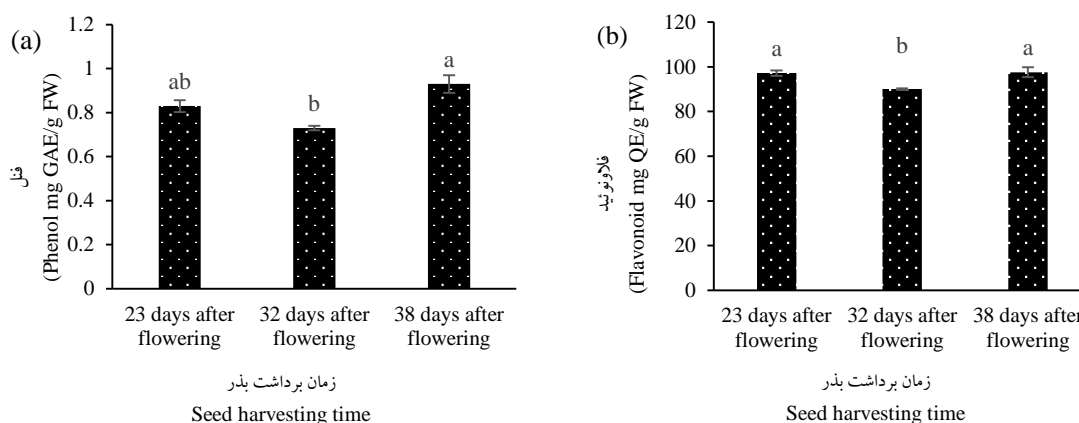 (a)
فنل
(Phenol mg GAE/g FW)
1.2
1
0.8
0.6
0.4
0.2
0
ab
b
a
23 days after flowering
32 days after flowering
38 days after flowering
زمان برداشت بذر
Seed harvesting time
(b)
فلاونوئید
(Flavonoid mg QE/g FW)
120
100
80
60
40
20
0
a
b
a
23 days after flowering
32 days after flowering
38 days after flowering
زمان برداشت بذر
Seed harvesting time